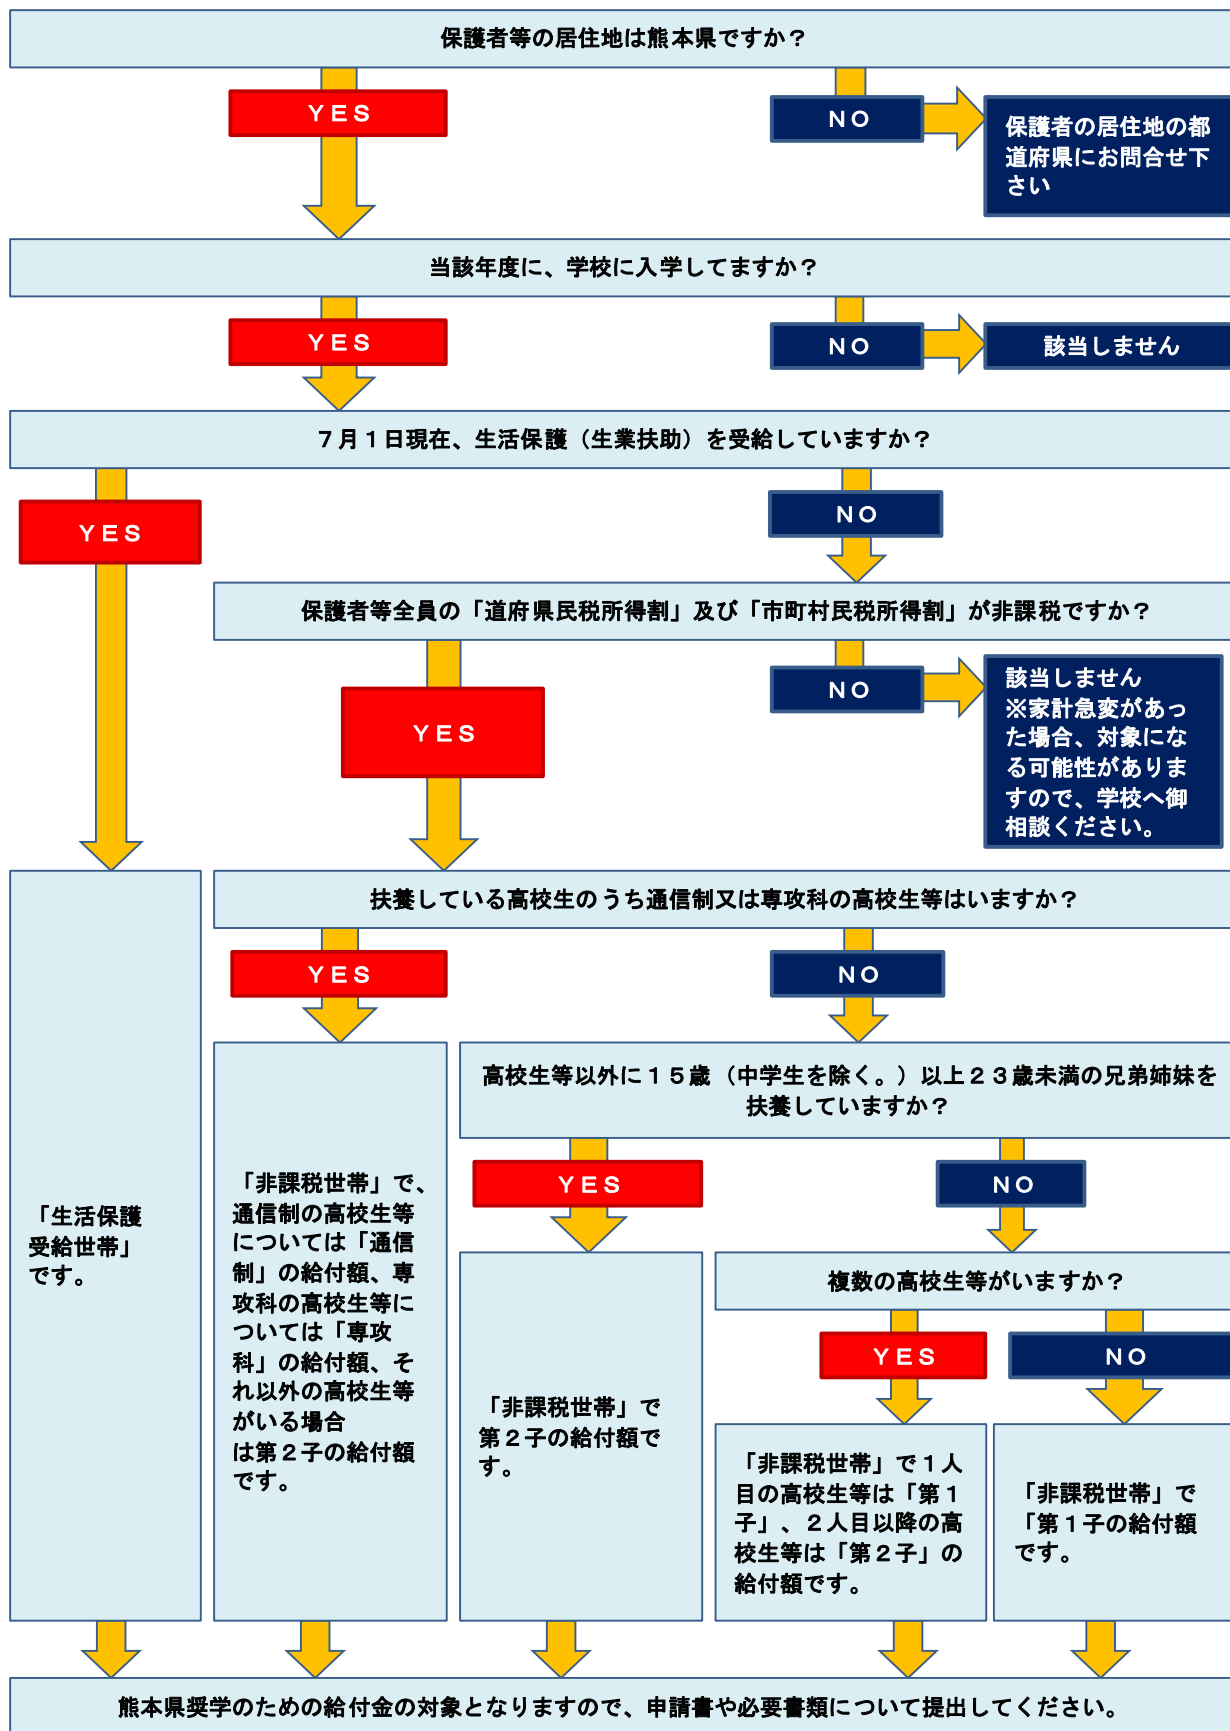 保護者等の居住地は熊本県ですか？
ＹＥＳ
ＮＯ
保護者の居住地の都
道府県にお問合せ下
さい
当該年度に、学校に入学してますか？
ＹＥＳ
ＮＯ
該当しません
７月１日現在、生活保護（生業扶助）を受給していますか？
ＹＥＳ
ＮＯ
保護者等全員の「道府県民税所得割」及び「市町村民税所得割」が非課税ですか？
ＹＥＳ
ＮＯ
該当しません
※家計急変があっ
た場合、対象にな
る可能性がありま
すので、学校へ御
相談ください。
扶養している高校生のうち通信制又は専攻科の高校生等はいますか？
ＹＥＳ
ＮＯ
高校生等以外に１５歳（中学生を除く。）以上２３歳未満の兄弟姉妹を
扶養していますか？
ＹＥＳ
ＮＯ
複数の高校生等がいますか？
ＹＥＳ
ＮＯ
「生活保護
受給世帯」
です。
「非課税世帯」で、
通信制の高校生等
については「通信
制」の給付額、専
攻科の高校生等に
ついては「専攻
科」の給付額、そ
れ以外の高校生等
がいる場合
は第２子の給付額
です。
「非課税世帯」で
第２子の給付額で
す。
「非課税世帯」で１人
目の高校生等は「第１
子」、２人目以降の高
校生等は「第２子」の
給付額です。
「非課税世帯」で
「第１子の給付額
です。
熊本県奨学のための給付金の対象となりますので、申請書や必要書類について提出してください。